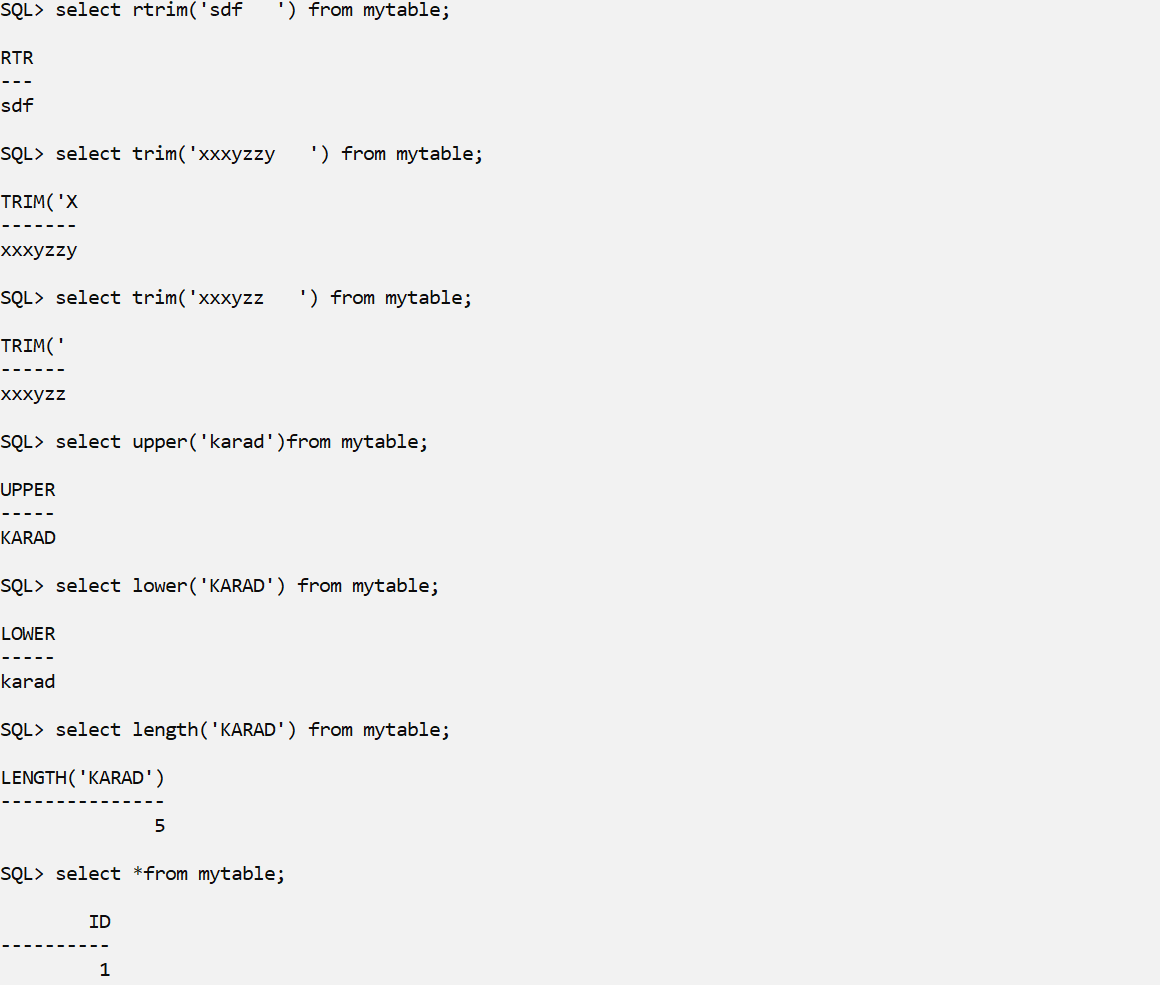 SQL> select rtrim('sdf   ') from mytable;
RTR
---
sdf
SQL> select trim('xxxyzzy   ') from mytable;
TRIM('X
-------
xxxyzzy
SQL> select trim('xxxyzz   ') from mytable;
TRIM('
------
xxxyzz
SQL> select upper('karad')from mytable;
UPPER
-----
KARAD
SQL> select lower('KARAD') from mytable;
LOWER
-----
karad
SQL> select length('KARAD') from mytable;
LENGTH('KARAD')
---------------
              5
SQL> select *from mytable;
        ID
----------
         1